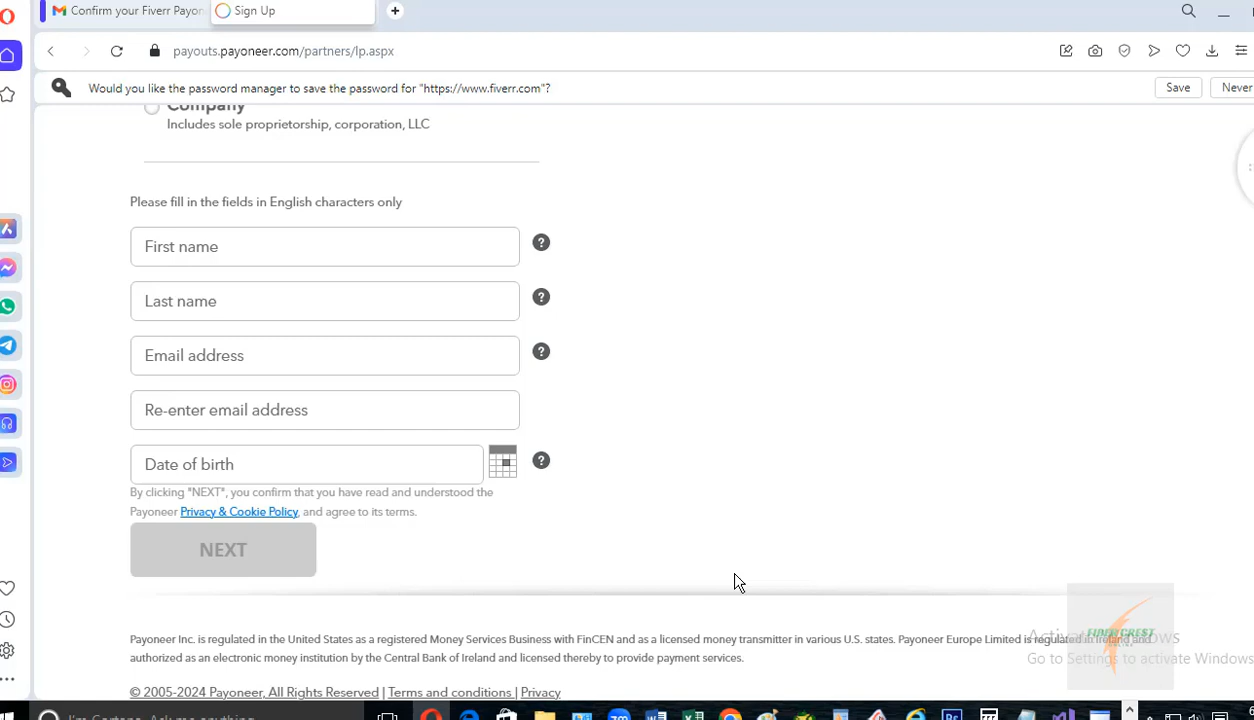 Confirm your Fiverr Payon
Sign Up
payouts.payoneer.com/partners/lp.aspx
Would you like the password manager to save the password for "https://www.fiverr.com"?
Save
Never
Company
Includes sole proprietorship, corporation, LLC
Please fill in the fields in English characters only
First name
?
Last name
?
Email address
?
Re-enter email address
Date of birth
?
By clicking "NEXT", you confirm that you have read and understood the
Payoneer Privacy & Cookie Policy, and agree to its terms.
NEXT
Payoneer Inc. is regulated in the United States as a registered Money Services Business with FinCEN and as a licensed money transmitter in various U.S. states. Payoneer Europe Limited is regulated in Ireland and
authorized as an electronic money institution by the Central Bank of Ireland and licensed thereby to provide payment services.
Activate Windows
Go to Settings to activate Windows
© 2005-2024 Payoneer, All Rights Reserved | Terms and conditions | Privacy
I'm Cortana. Ask me anything.